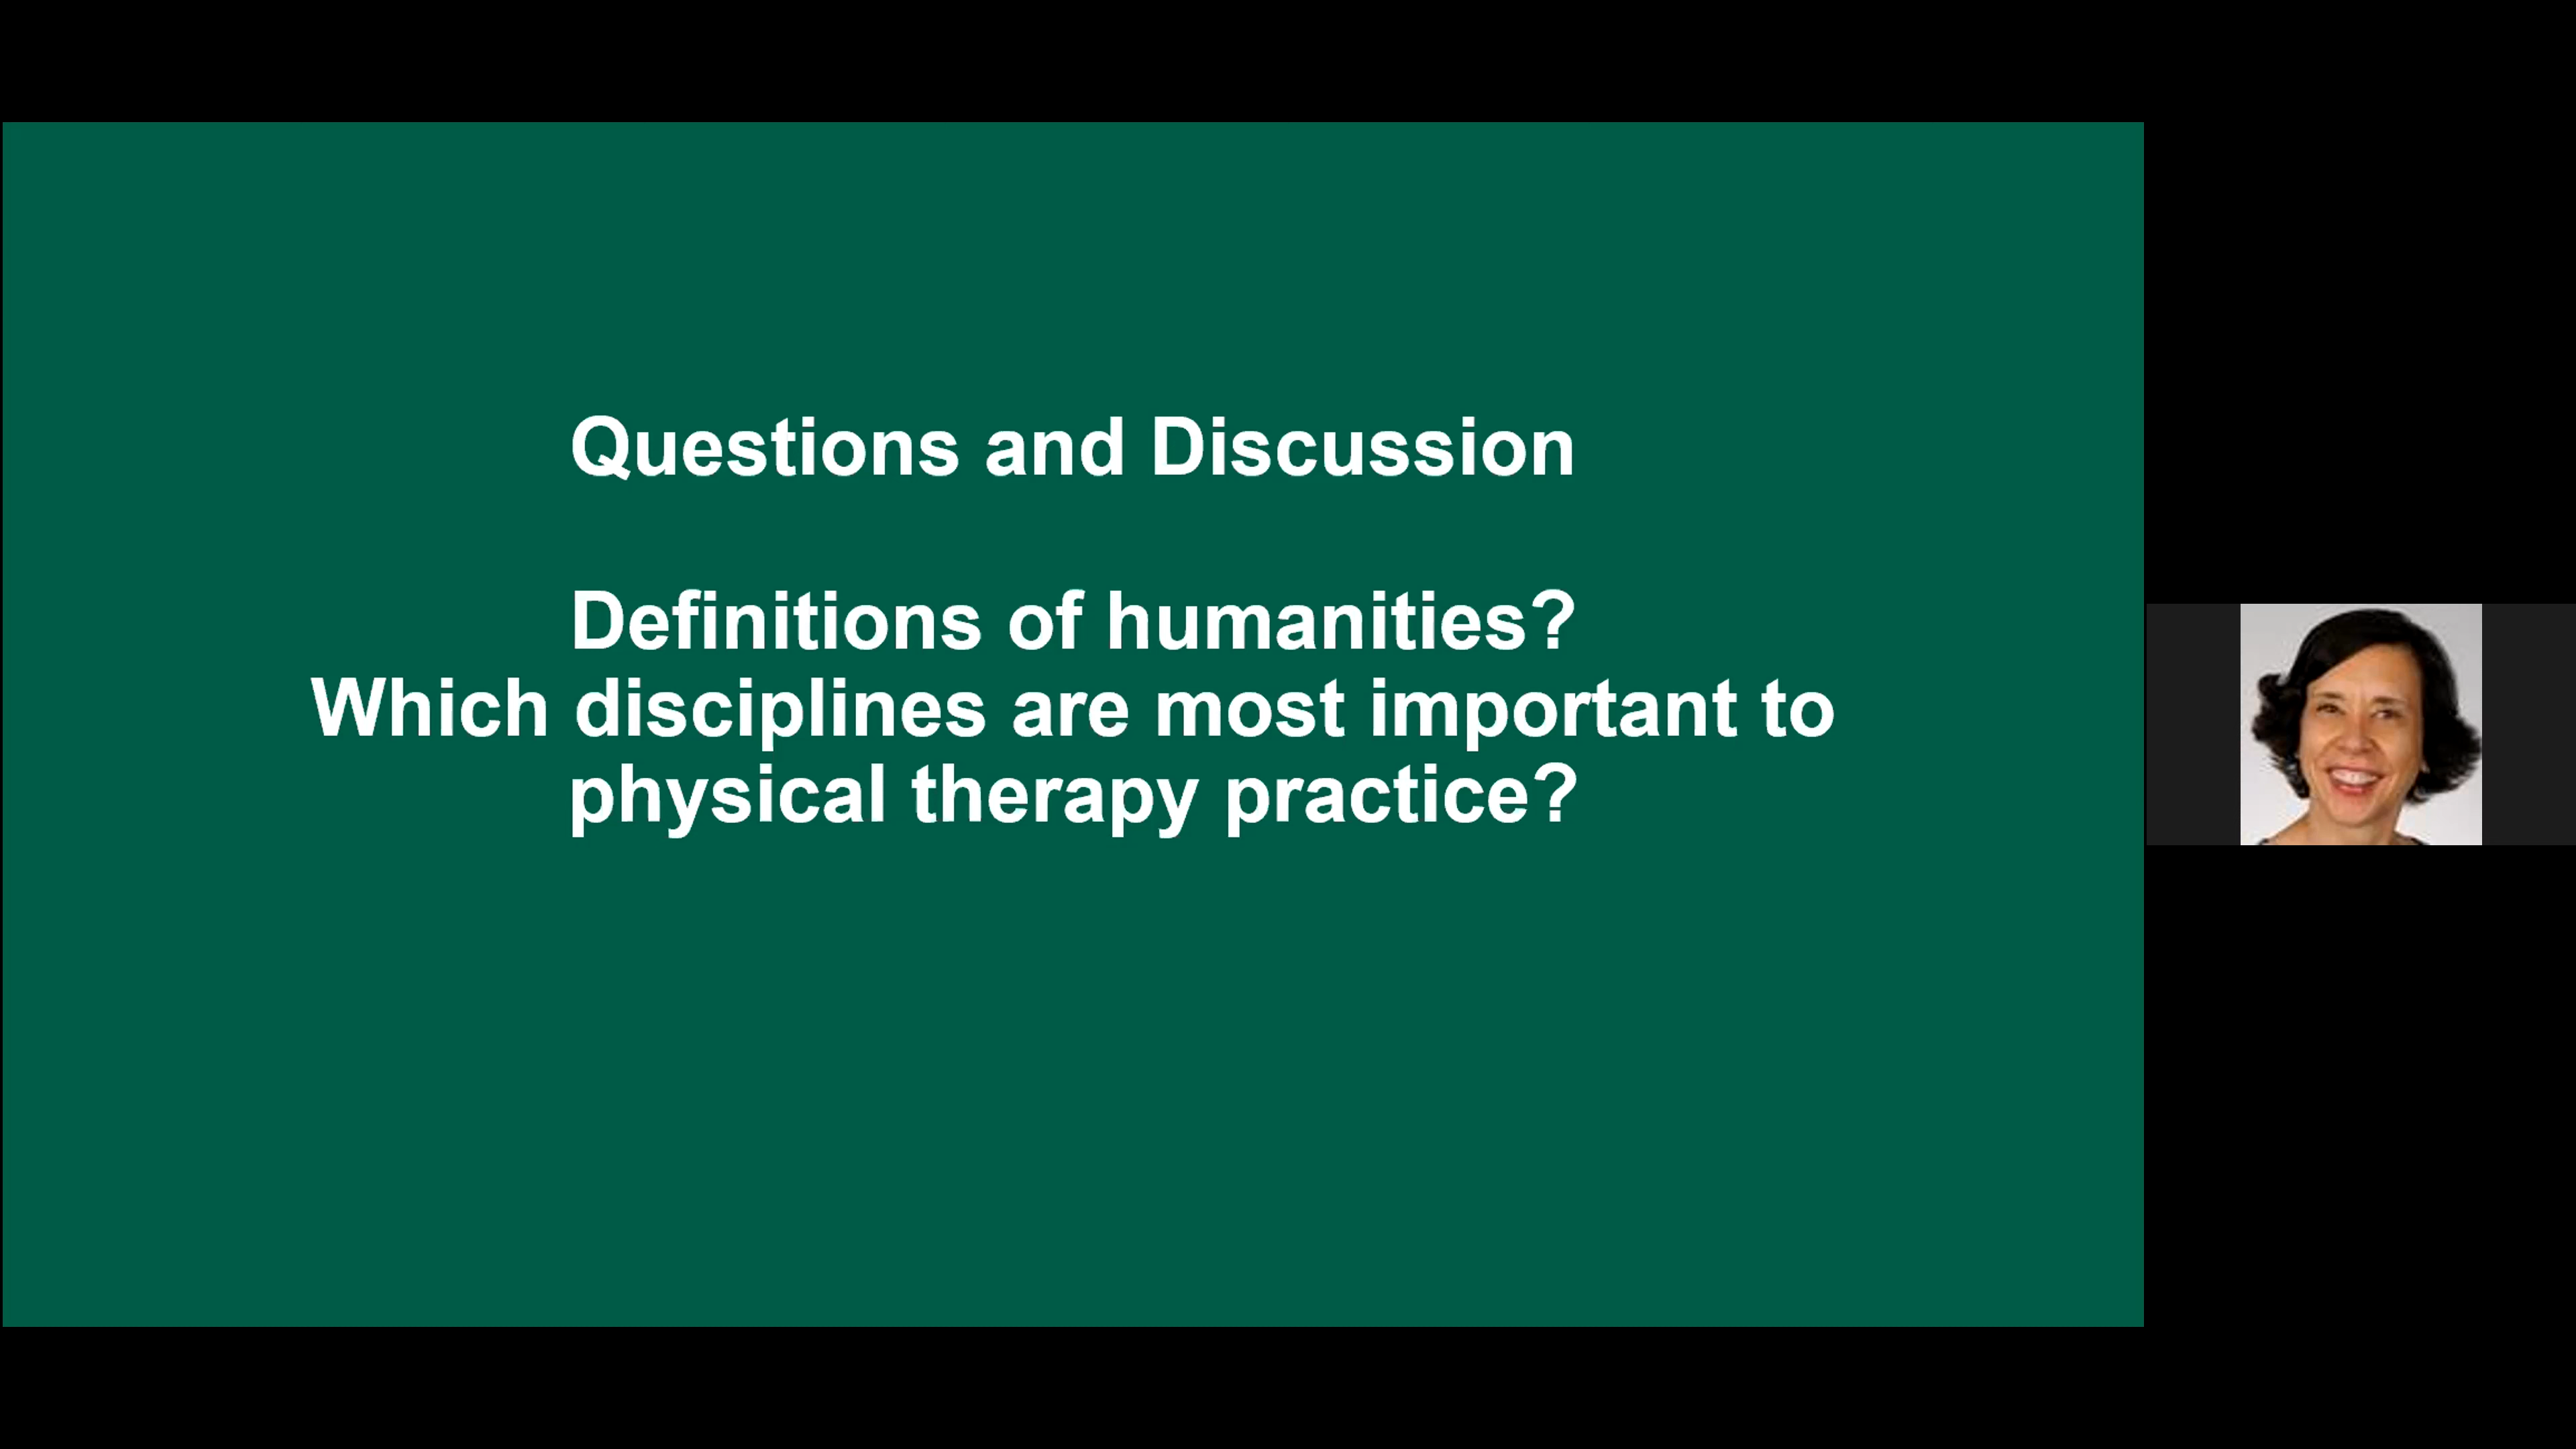 Questions and Discussion
Definitions of humanities?
Which disciplines are most important to
physical therapy practice?